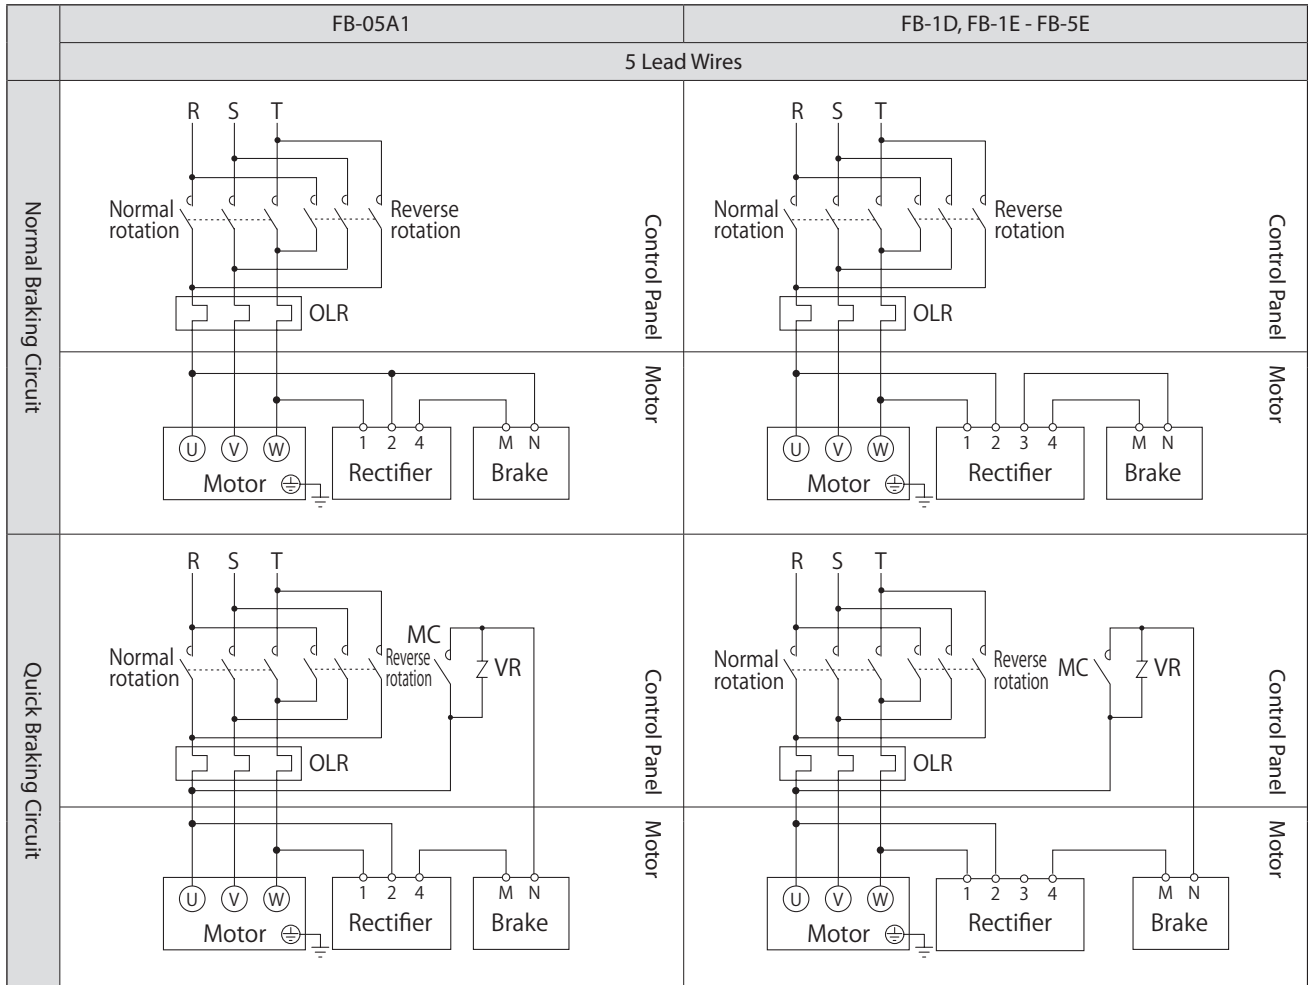 FB-05A1
FB-1D, FB-1E - FB-5E
5 Lead Wires
Normal Braking Circuit
R S T
Normal
rotation
Reverse
rotation
OLR
Control Panel
Motor
U V W
Motor
1 2 4
Rectifier
M N
Brake
R S T
Normal
rotation
Reverse
rotation
OLR
Control Panel
Motor
U V W
Motor
1 2 3 4
Rectifier
M N
Brake
Quick Braking Circuit
R S T
Normal
rotation
Reverse
rotation
MC
VR
OLR
Control Panel
Motor
U V W
Motor
1 2 4
Rectifier
M N
Brake
R S T
Normal
rotation
Reverse
rotation
MC
VR
OLR
Control Panel
Motor
U V W
Motor
1 2 3 4
Rectifier
M N
Brake